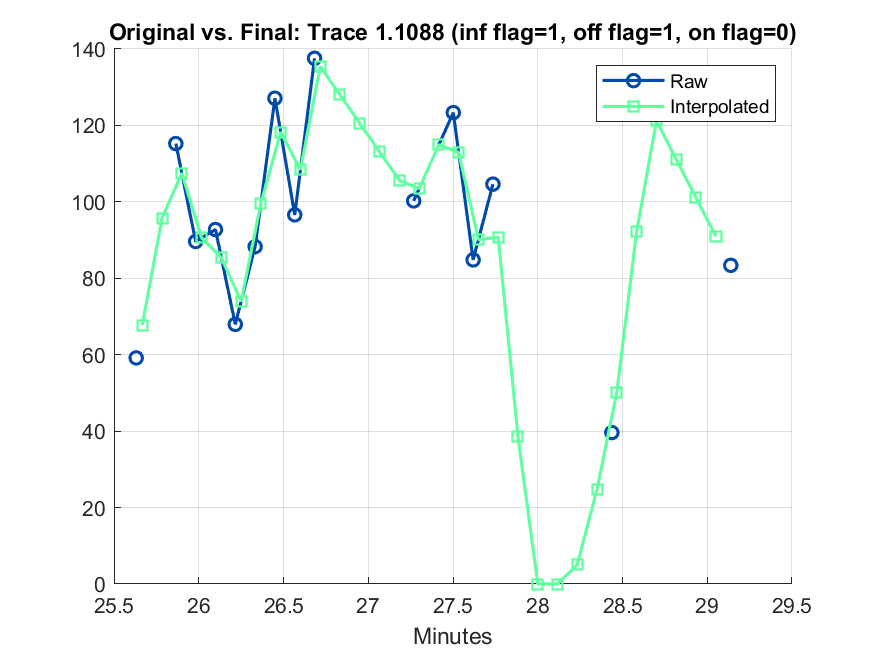 Original vs. Final: Trace 1.1088 (inf flag=1, off flag=1, on flag=0)
Raw
Interpolated
140
120
100
80
60
40
20
0
25.5 26 26.5 27 27.5 28 28.5 29 29.5
Minutes